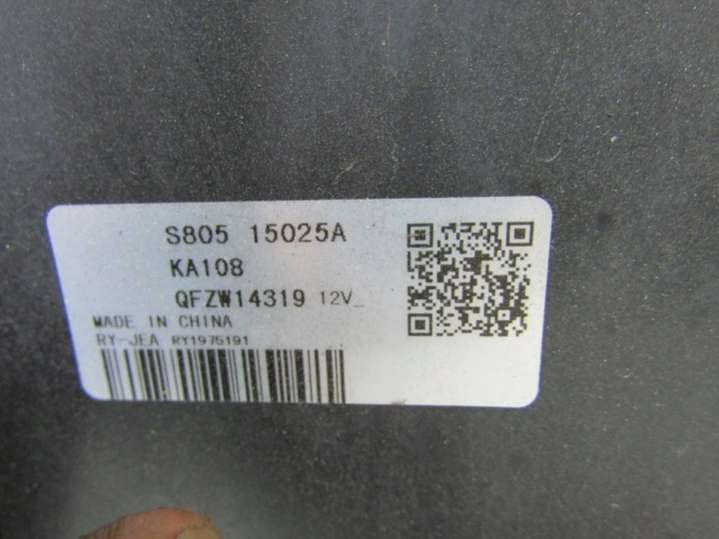 S805 15025A
KA108
QFZW14319 12V_
MADE IN CHINA
RY-JEA RY1975191